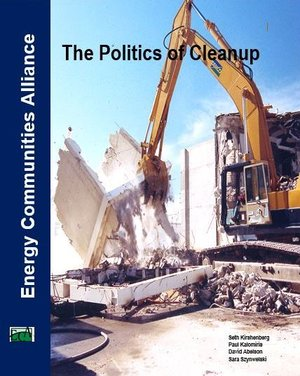 The Politics of Cleanup
Energy Communities Alliance
Seth Kirshenberg
Paul Kalomiris
David Abelson
Sara Szynwelski